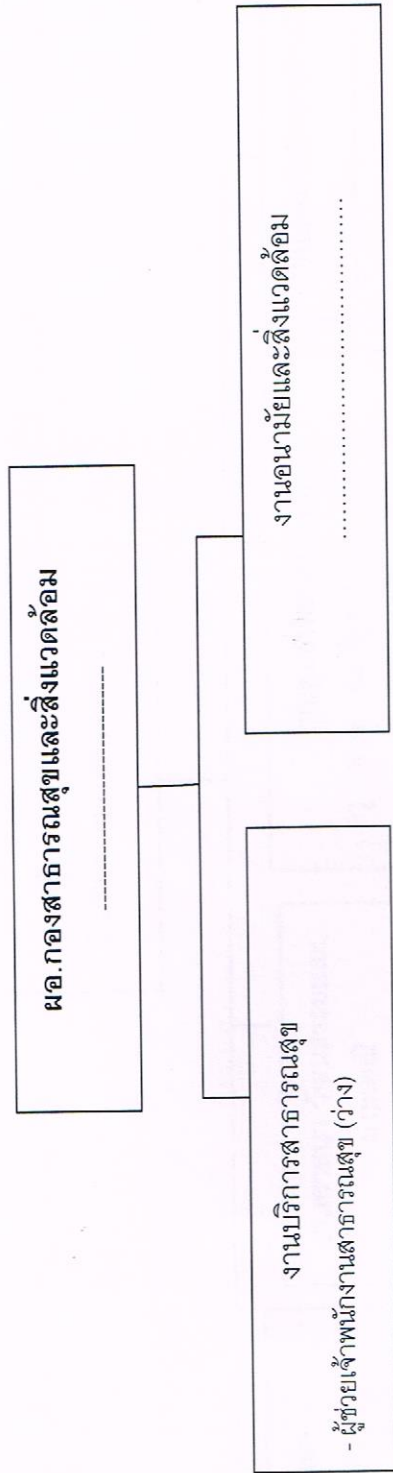 ผอ.กองสาธารณสุขและสิ่งแวดล้อม
---------------------------------------
งานบริการสาธารณสุข
- ผู้ช่วยเจ้าพนักงานสาธารณสุข (ว่าง)
งานอนามัยและสิ่งแวดล้อม
.......................................................